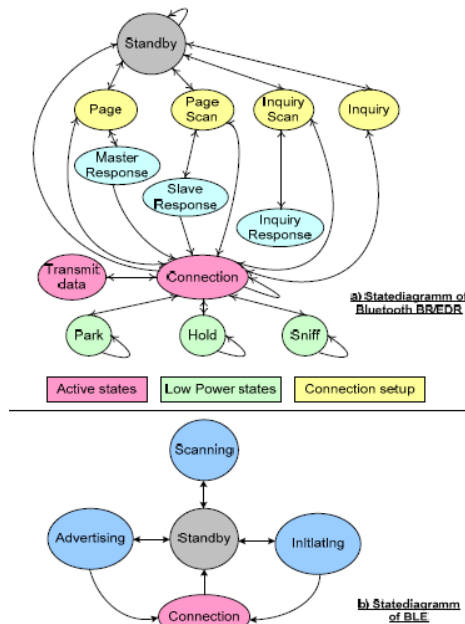 Standby
Page
Page
Scan
Inquiry
Scan
Inquiry
Master
Response
Slave
Response
Inquiry
Response
Transmit
data
Connection
a) Statediagramm of
Bluetooth BR/EDR
Park
Hold
Sniff
Active states
Low Power states
Connection setup
Scanning
Advertising
Standby
Initiating
Connection
b) Statediagramm
of BLE